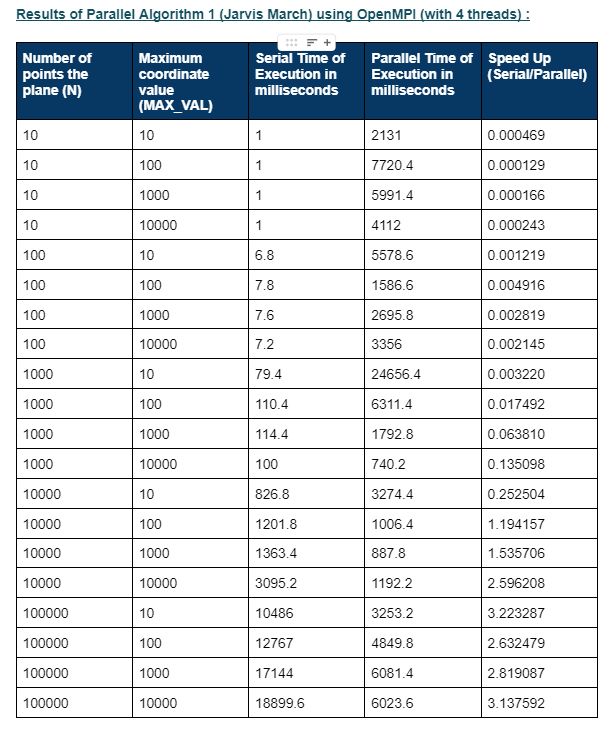 Results of Parallel Algorithm 1 (Jarvis March) using OpenMPI (with 4 threads) :
Number of points the plane (N) Maximum coordinate value (MAX_VAL) Serial Time of Execution in milliseconds Parallel Time of Execution in milliseconds Speed Up (Serial/Parallel)
10 10 1 2131 0.000469
10 100 1 7720.4 0.000129
10 1000 1 5991.4 0.000166
10 10000 1 4112 0.000243
100 10 6.8 5578.6 0.001219
100 100 7.8 1586.6 0.004916
100 1000 7.6 2695.8 0.002819
100 10000 7.2 3356 0.002145
1000 10 79.4 24656.4 0.003220
1000 100 110.4 6311.4 0.017492
1000 1000 114.4 1792.8 0.063810
1000 10000 100 740.2 0.135098
10000 10 826.8 3274.4 0.252504
10000 100 1201.8 1006.4 1.194157
10000 1000 1363.4 887.8 1.535706
10000 10000 3095.2 1192.2 2.596208
100000 10 10486 3253.2 3.223287
100000 100 12767 4849.8 2.632479
100000 1000 17144 6081.4 2.819087
100000 10000 18899.6 6023.6 3.137592